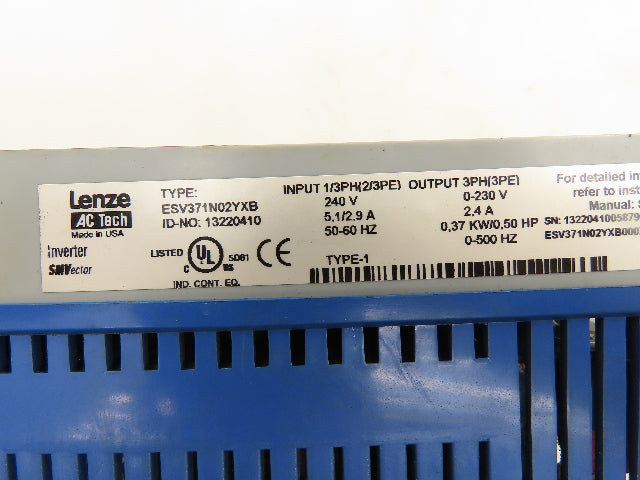 Lenze
AC Tech
Made in USA
Inverter
SMVector
TYPE:
ESV371N02YXB
ID-NO: 13220410
LISTED
C UL US
5D81
CE
IND. CONT. EQ.
INPUT 1/3PH(2/3PE)
240 V
5,1/2.9 A
50-60 HZ
TYPE-1
OUTPUT 3PH(3PE)
0-230 V
2.4 A
0,37 KW/0,50 HP
0-500 HZ
For detailed
refer to
Manual:
SN: 1322041005879
ESV371N02YXB000